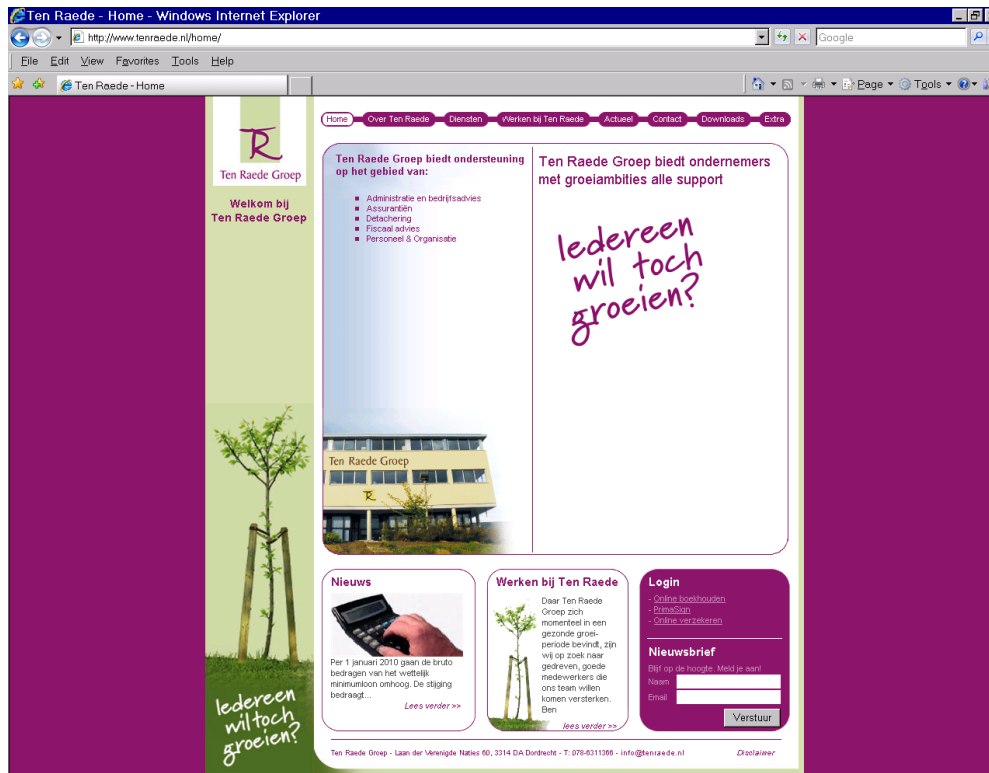 Ten Raede - Home - Windows Internet Explorer
http://www.tenraede.nl/home/
Google
File Edit View Favorites Tools Help
Ten Raede - Home
Page Tools
TR
Ten Raede Groep
Welkom bij
Ten Raede Groep
Home Over Ten Raede Diensten Werken bij Ten Raede Actueel Contact Downloads Extra
Ten Raede Groep biedt ondersteuning
op het gebied van:
Administratie en bedrijfsadvies
Assurantiën
Detachering
Fiscaal advies
Personeel & Organisatie
Ten Raede Groep biedt ondernemers
met groeiambities alle support
Iedereen
wil toch
groeien?
Ten Raede Groep
TR
Nieuws
Per 1 januari 2010 gaan de bruto
bedragen van het wettelijk
minimumloon omhoog. De stijging
bedraagt...
Lees verder >>
Werken bij Ten Raede
Daar Ten Raede
Groep zich
momenteel in een
gezonde groei-
periode bevindt, zijn
wij op zoek naar
gedreven, goede
medewerkers die
ons team willen
komen versterken.
Ben
lees verder >>
Login
- Online boekhouden
- PrimaSign
- Online verzekeren
Nieuwsbrief
Blijf op de hoogte. Meld je aan!
Naam
Email
Verstuur
Iedereen
wil toch
groeien?
Ten Raede Groep - Laan der Verenigde Naties 60, 3314 DA Dordrecht - T: 078-6311366 - info@tenraede.nl
Disclaimer